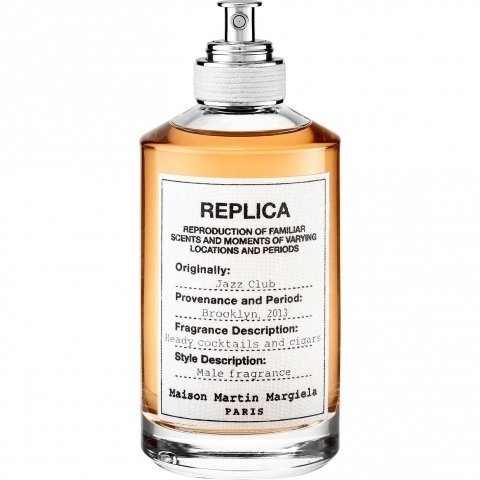 REPLICA
REPRODUCTION OF FAMILIAR
SCENTS AND MOMENTS OF VARYING
LOCATIONS AND PERIODS
Originally:
Jazz Club
Provenance and Period:
Brooklyn, 2013
Fragrance Description:
Heady cocktails and cigars
Style Description:
Male fragrance
Maison Martin Margiela
PARIS